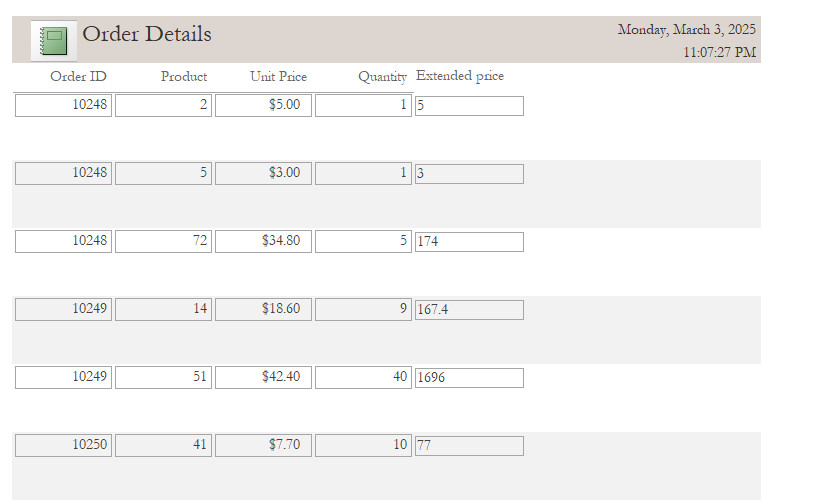 Order Details
Monday, March 3, 2025
11:07:27 PM
Order ID Product Unit Price Quantity Extended price
10248 2 $5.00 1 5
10248 5 $3.00 1 3
10248 72 $34.80 5 174
10249 14 $18.60 9 167.4
10249 51 $42.40 40 1696
10250 41 $7.70 10 77